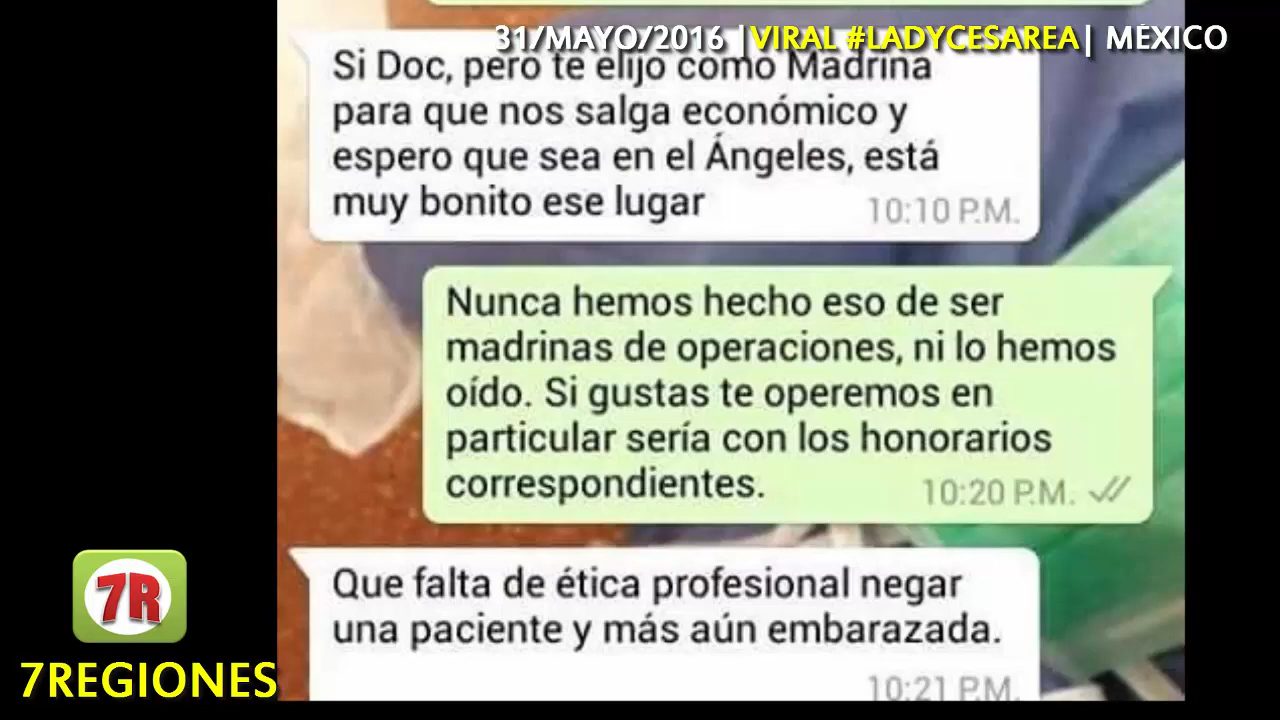 31/MAYO/2016 |VIRAL #LADYCESAREA| MÉXICO
Si Doc, pero te elijo como Madrina
para que nos salga económico y
espero que sea en el Ángeles, está
muy bonito ese lugar
10:10 P.M.
Nunca hemos hecho eso de ser
madrinas de operaciones, ni lo hemos
oído. Si gustas te operemos en
particular sería con los honorarios
correspondientes.
10:20 P.M.
Que falta de ética profesional negar
una paciente y más aún embarazada.
10:21 P.M.
7R
7REGIONES